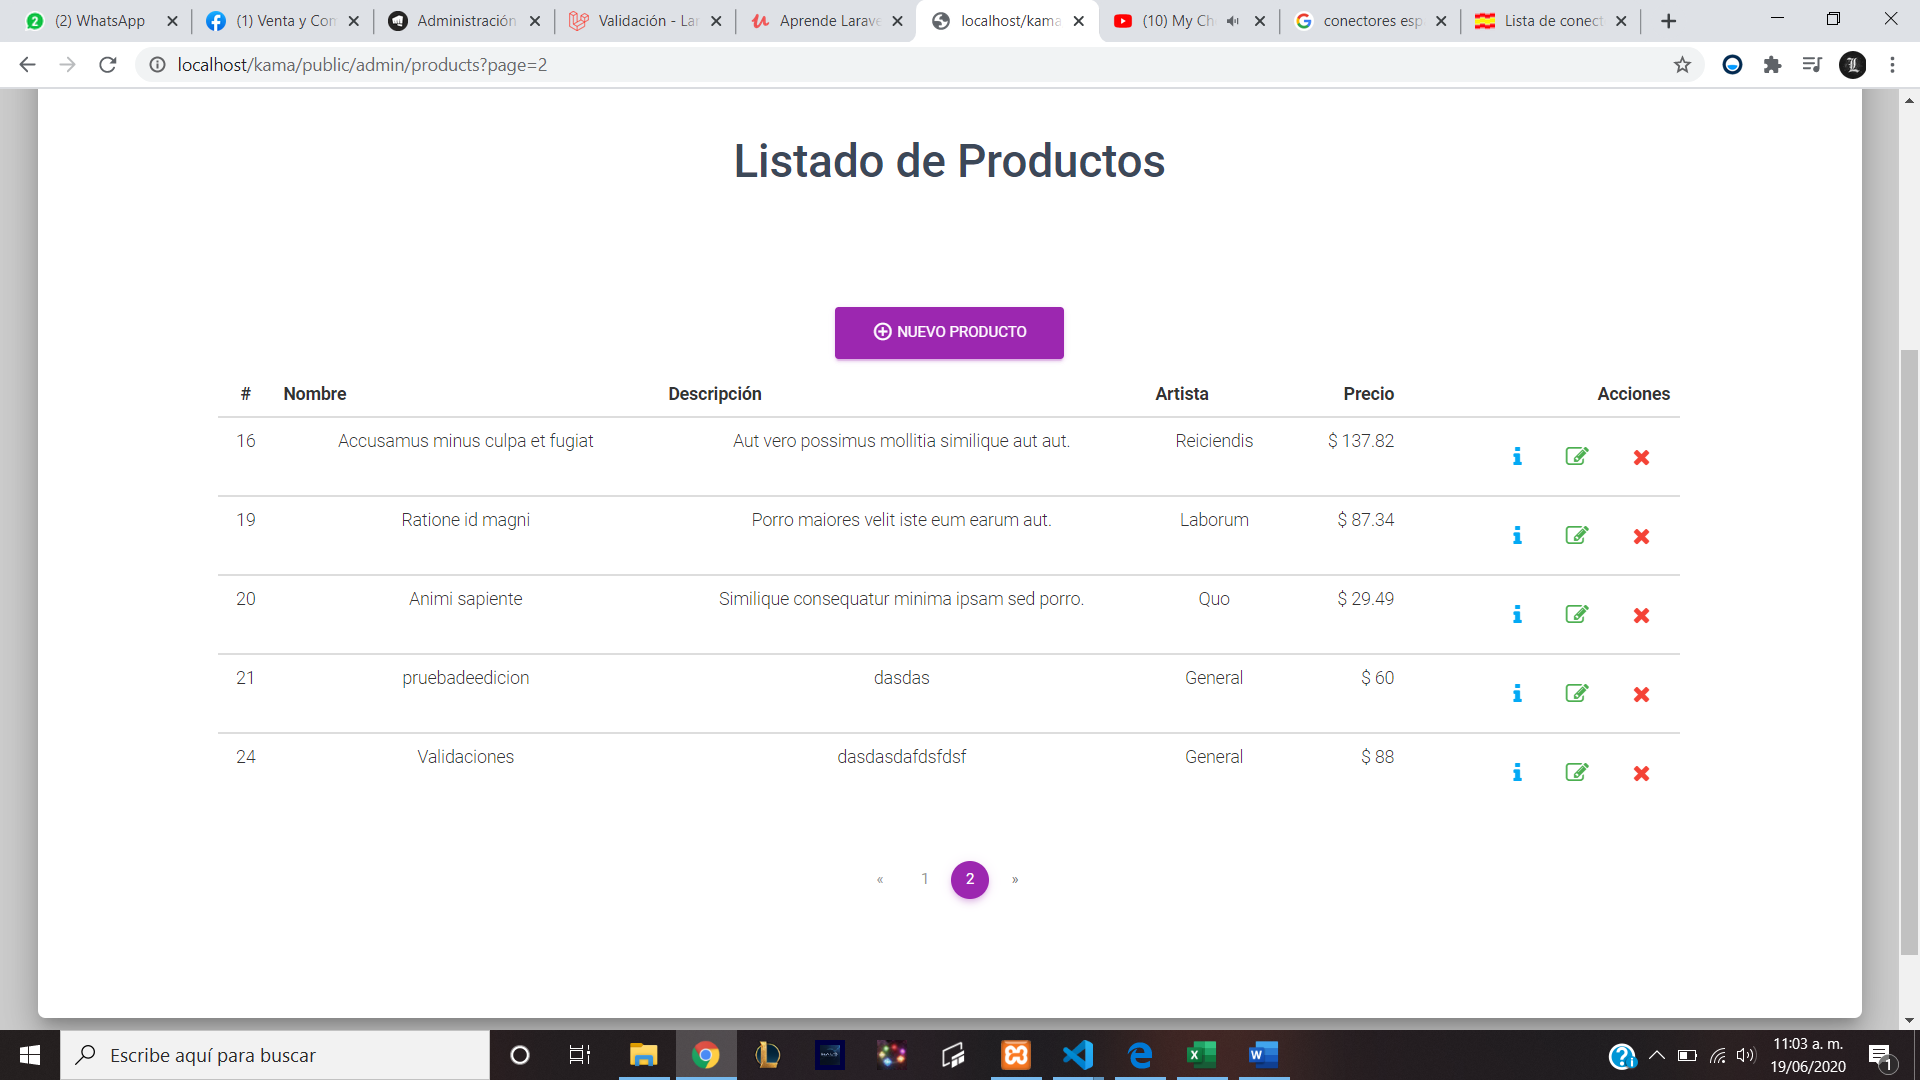 (2) WhatsApp
(1) Venta y Con
Administración
Validación - La
Aprende Larave
localhost/kama
(10) My Ch
conectores esp
Lista de conect
localhost/kama/public/admin/products?page=2
Listado de Productos
NUEVO PRODUCTO
# Nombre Descripción Artista Precio Acciones
16 Accusamus minus culpa et fugiat Aut vero possimus mollitia similique aut aut. Reiciendis $ 137.82
19 Ratione id magni Porro maiores velit iste eum earum aut. Laborum $ 87.34
20 Animi sapiente Similique consequatur minima ipsam sed porro. Quo $ 29.49
21 pruebadeedicion dasdas General $ 60
24 Validaciones dasdasdafdsfdsf General $ 88
« 1 2 »
Escribe aquí para buscar
11:03 a. m.
19/06/2020
1